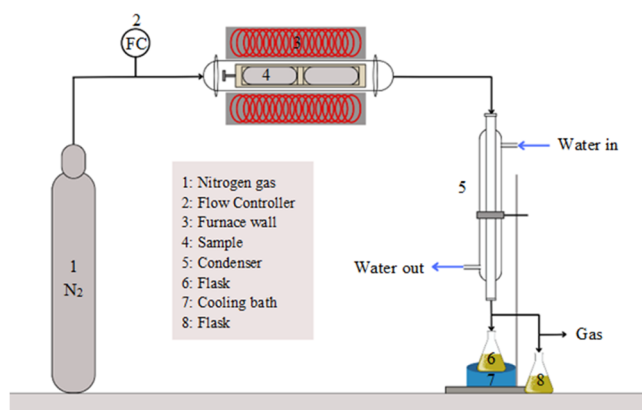 2
FC
3
4
Water in
1: Nitrogen gas
2: Flow Controller
3: Furnace wall
4: Sample
5: Condenser
6: Flask
7: Cooling bath
8: Flask
5
1
N₂
Water out
Gas
6
7
8